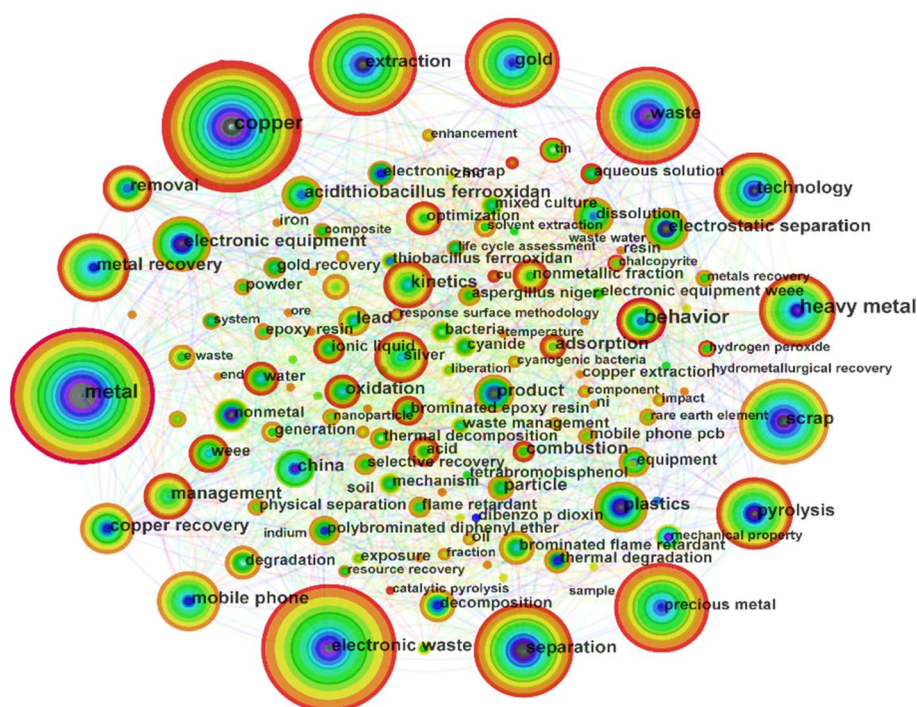 extraction
gold
copper
waste
enhancement
tin
electronic scrap
zinc
aqueous solution
removal
acidithiobacillus ferrooxidan
technology
mixed culture
optimization
dissolution
iron
composite
solvent extraction
electrostatic separation
electronic equipment
waste water
life cycle assessment
resin
thiobacillus ferrooxidan
chalcopyrite
metal recovery
gold recovery
cu
nonmetallic fraction
metals recovery
kinetics
powder
aspergillus niger
electronic equipment weee
heavy metal
ore
response surface methodology
behavior
system
lead
epoxy resin
bacteria
temperature
ionic liquid
cyanide
adsorption
hydrogen peroxide
e waste
silver
cyanogenic bacteria
liberation
copper extraction
hydrometallurgical recovery
end
water
metal
oxidation
product
component
impact
ni
nonmetal
nanoparticle
brominated epoxy resin
rare earth element
scrap
waste management
generation
thermal decomposition
mobile phone pcb
weee
acid
combustion
china
selective recovery
equipment
tetrabromobisphenol
mechanism
soil
particle
management
physical separation
flame retardant
plastics
pyrolysis
dibenzo p dioxin
copper recovery
indium
polybrominated diphenyl ether
oil
mechanical property
brominated flame retardant
fraction
degradation
exposure
thermal degradation
resource recovery
catalytic pyrolysis
sample
mobile phone
decomposition
precious metal
electronic waste
separation